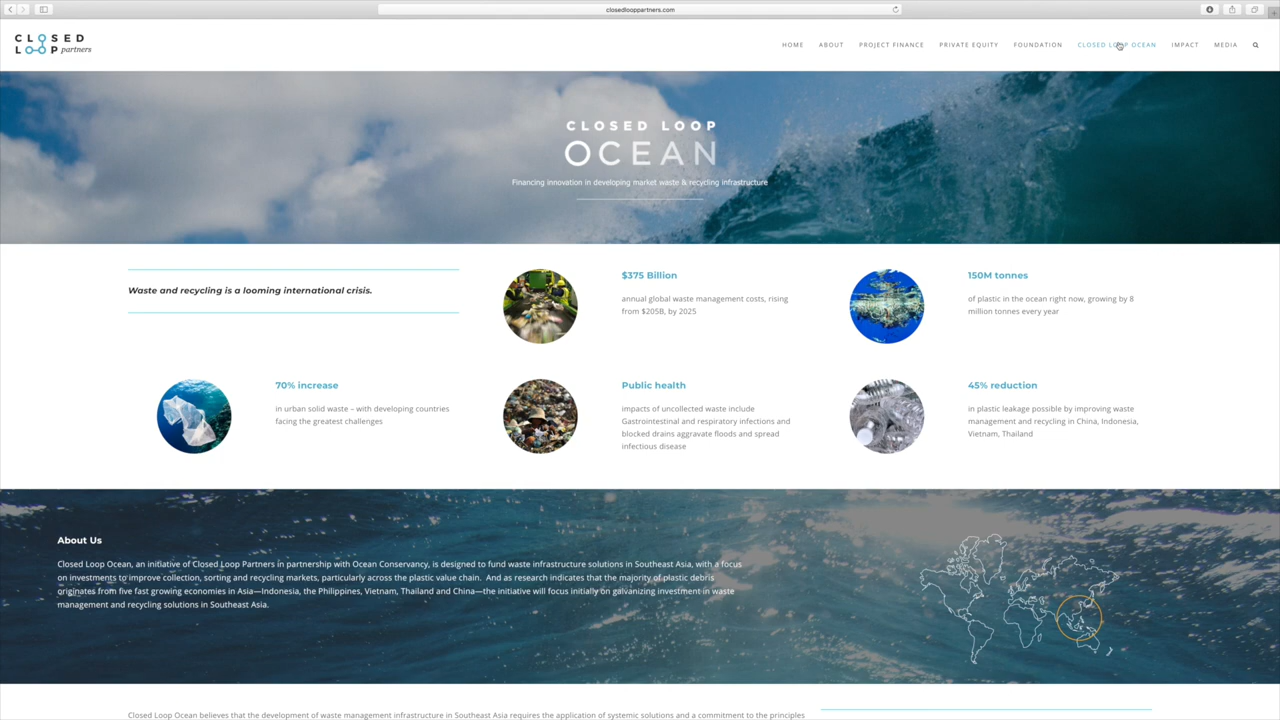 closedlooppartners.com
CLOSED
LOOP partners
HOME ABOUT PROJECT FINANCE PRIVATE EQUITY FOUNDATION CLOSED LOOP OCEAN IMPACT MEDIA
CLOSED LOOP
OCEAN
Financing innovation in developing market waste & recycling infrastructure
Waste and recycling is a looming international crisis.
$375 Billion
annual global waste management costs, rising
from $205B, by 2025
150M tonnes
of plastic in the ocean right now, growing by 8
million tonnes every year
70% increase
in urban solid waste – with developing countries
facing the greatest challenges
Public health
impacts of uncollected waste include
Gastrointestinal and respiratory infections and
blocked drains aggravate floods and spread
infectious disease
45% reduction
in plastic leakage possible by improving waste
management and recycling in China, Indonesia,
Vietnam, Thailand
About Us
Closed Loop Ocean, an initiative of Closed Loop Partners in partnership with Ocean Conservancy, is designed to fund waste infrastructure solutions in Southeast Asia, with a focus
on investments to improve collection, sorting and recycling markets, particularly across the plastic value chain. And as research indicates that the majority of plastic debris
originates from five fast growing economies in Asia—Indonesia, the Philippines, Vietnam, Thailand and China—the initiative will focus initially on galvanizing investment in waste
management and recycling solutions in Southeast Asia.
Closed Loop Ocean believes that the development of waste management infrastructure in Southeast Asia requires the application of systemic solutions and a commitment to the principles